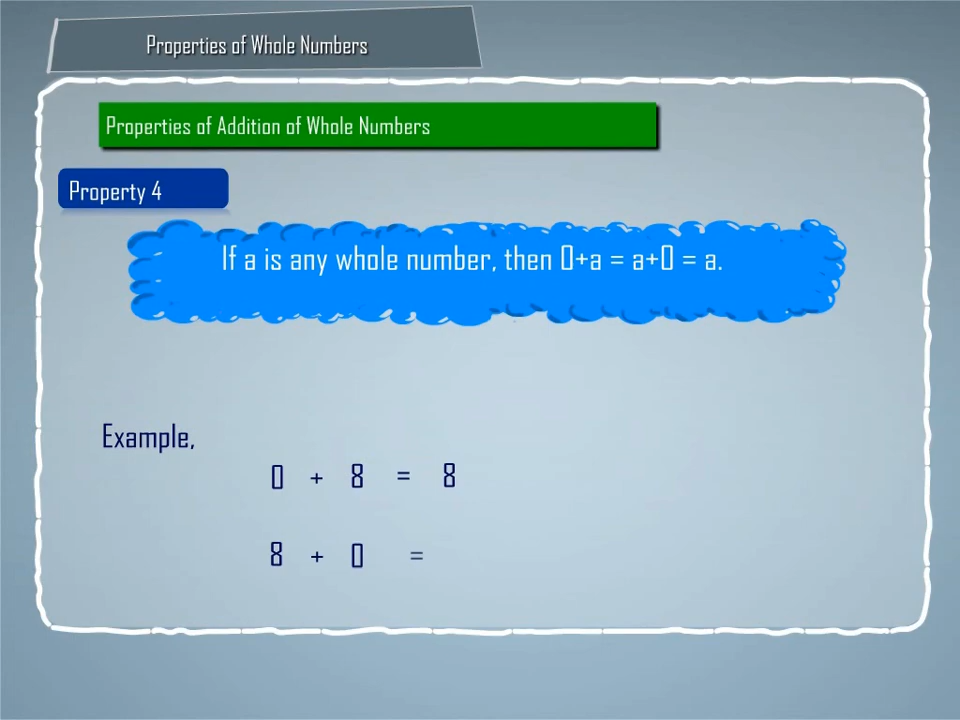 Properties of Whole Numbers
Properties of Addition of Whole Numbers
Property 4
If a is any whole number, then 0+a = a+0 = a.
Example,
0 + 8 = 8
8 + 0 =